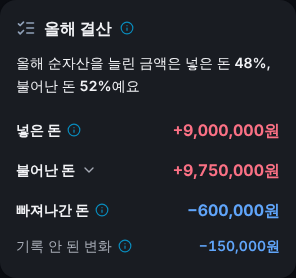 올해 결산
올해 순자산을 늘린 금액은 넣은 돈 48%,
불어난 돈 52%예요
넣은 돈 +9,000,000원
불어난 돈 +9,750,000원
빠져나간 돈 −600,000원
기록 안 된 변화 −150,000원